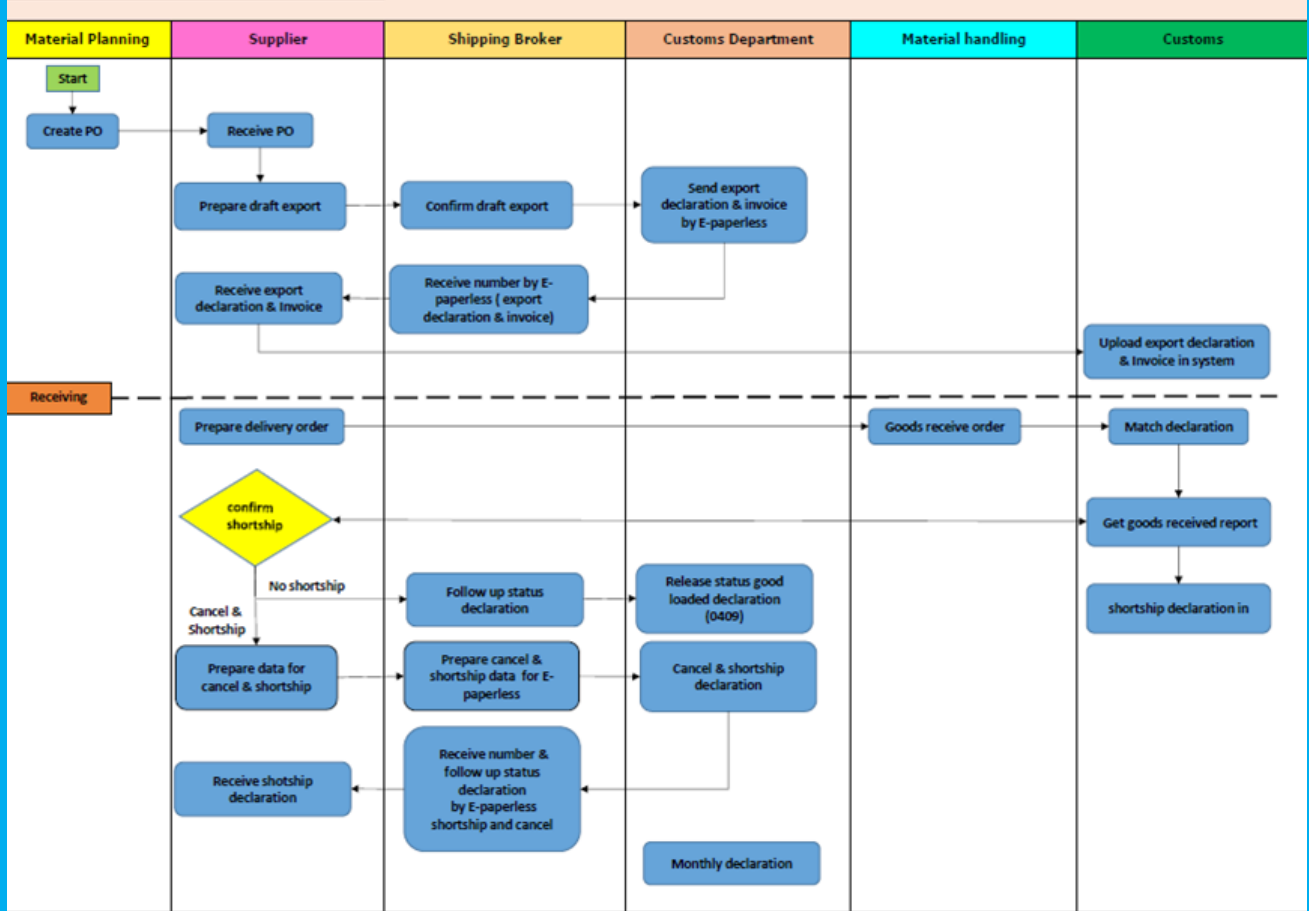 Material Planning
Supplier
Shipping Broker
Customs Department
Material handling
Customs
Start
Create PO
Receive PO
Prepare draft export
Confirm draft export
Send export
declaration & invoice
by E-paperless
Receive export
declaration & Invoice
Receive number by E-
paperless ( export
declaration & invoice)
Upload export declaration
& Invoice in system
Receiving
Prepare delivery order
Goods receive order
Match declaration
confirm
shortship
Get goods received report
No shortship
Cancel &
Shortship
Follow up status
declaration
Release status good
loaded declaration
(0409)
shortship declaration in
Prepare data for
cancel & shortship
Prepare cancel &
shortship data for E-
paperless
Cancel & shortship
declaration
Receive shotship
declaration
Receive number &
follow up status
declaration
by E-paperless
shortship and cancel
Monthly declaration